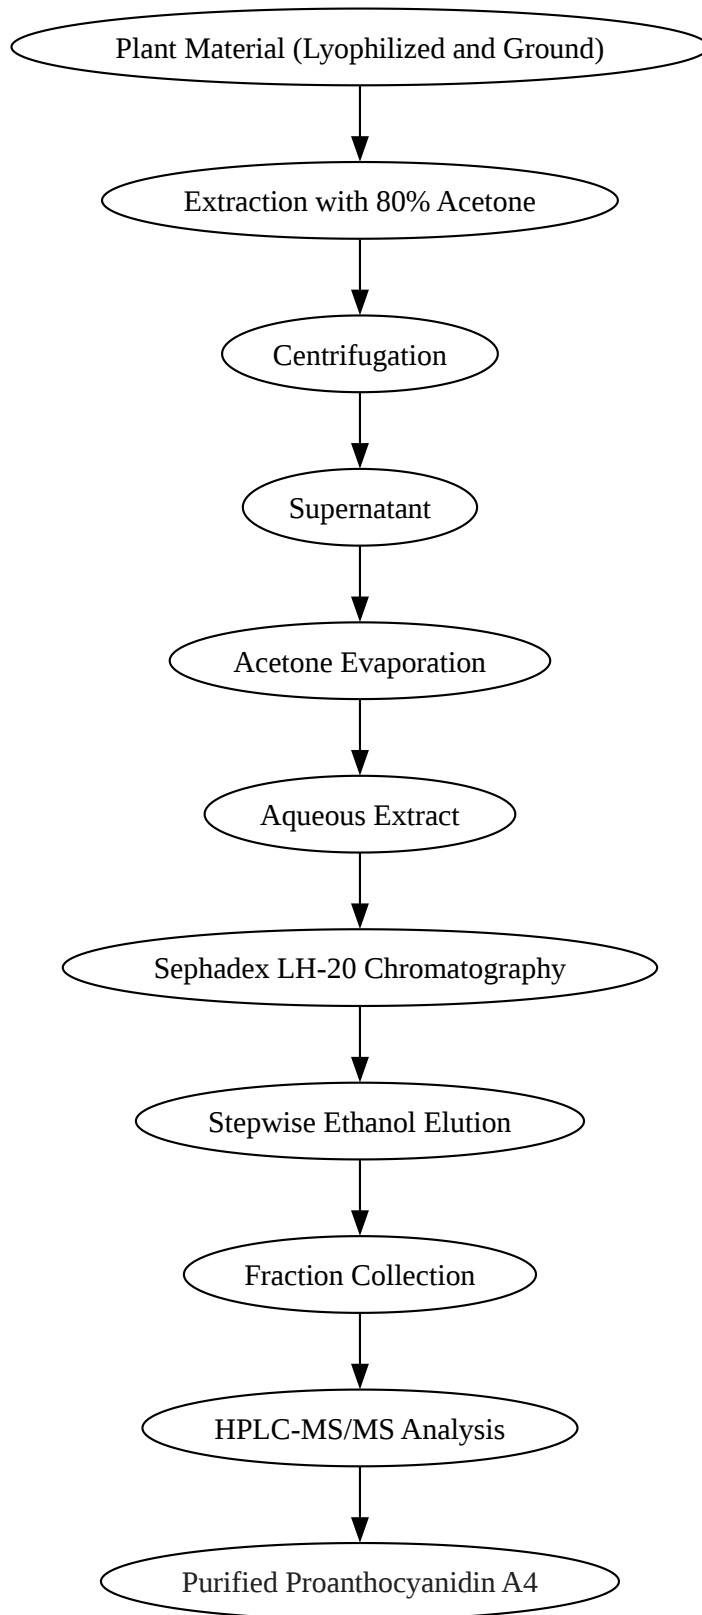 Plant Material (Lyophilized and Ground)
Extraction with 80% Acetone
Centrifugation
Supernatant
Acetone Evaporation
Aqueous Extract
Sephadex LH-20 Chromatography
Stepwise Ethanol Elution
Fraction Collection
HPLC-MS/MS Analysis
Purified Proanthocyanidin A4